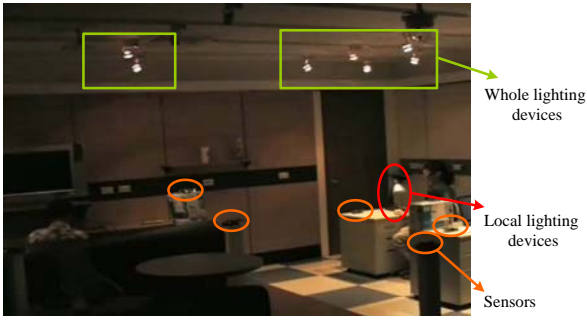 Whole lighting
devices
Local lighting
devices
Sensors